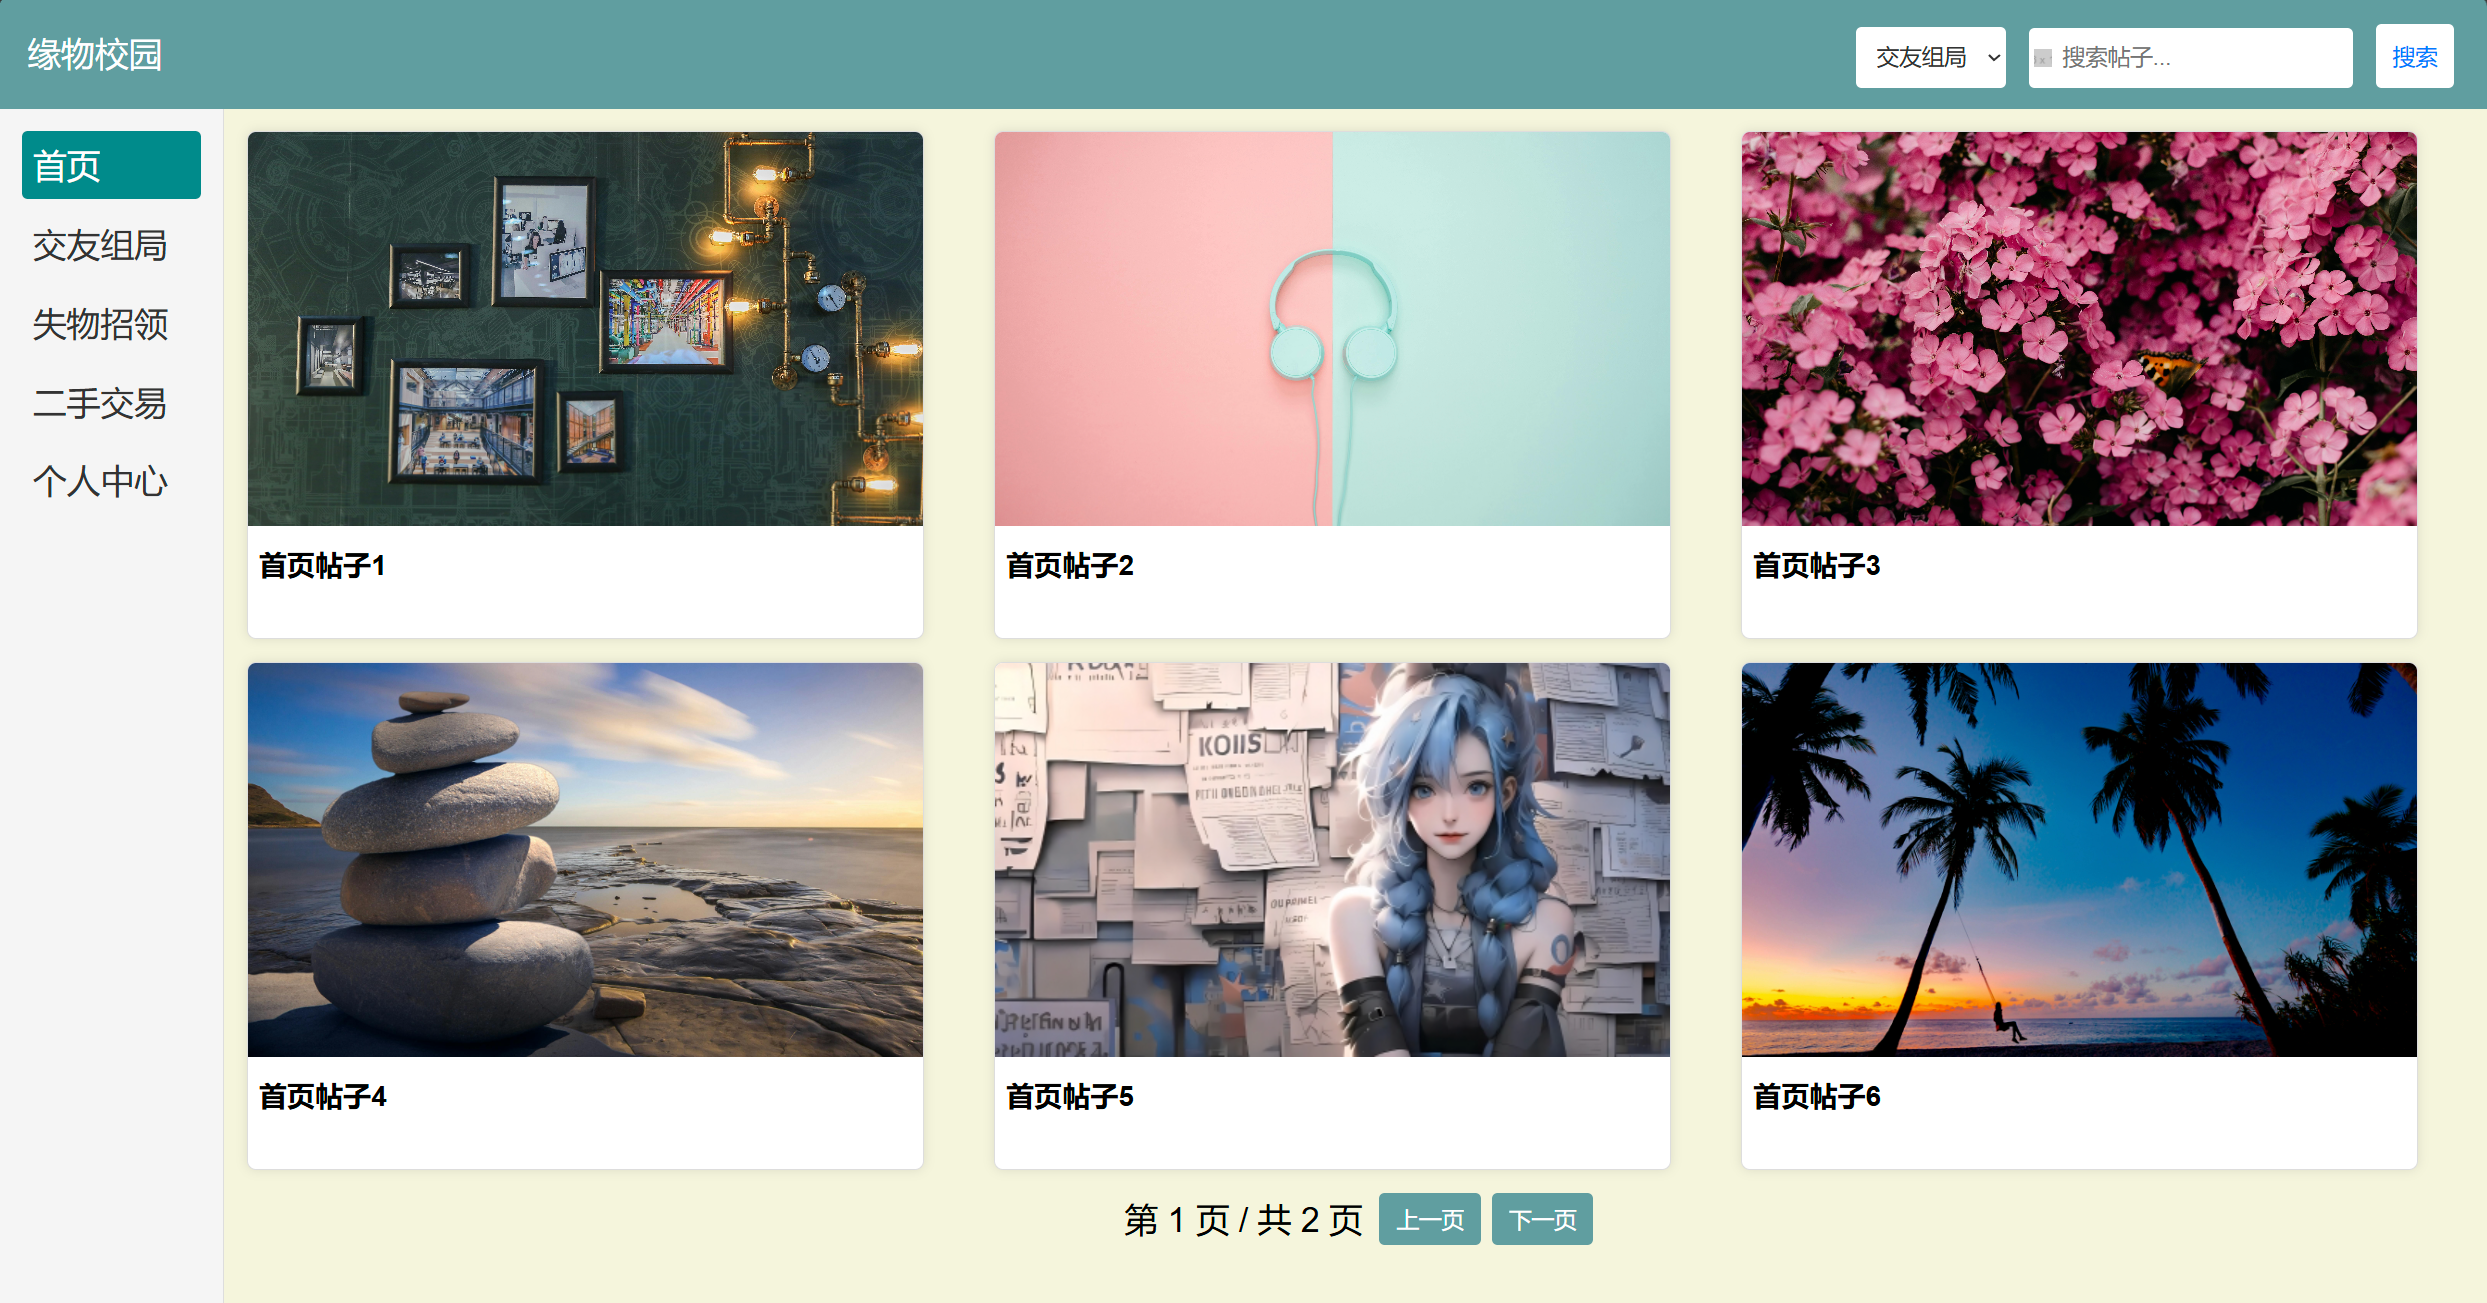 缘物校园
交友组局
搜索帖子...
搜索
首页
交友组局
失物招领
二手交易
个人中心
首页帖子1
首页帖子2
首页帖子3
KOIIS
首页帖子4
首页帖子5
首页帖子6
第 1 页 / 共 2 页
上一页
下一页